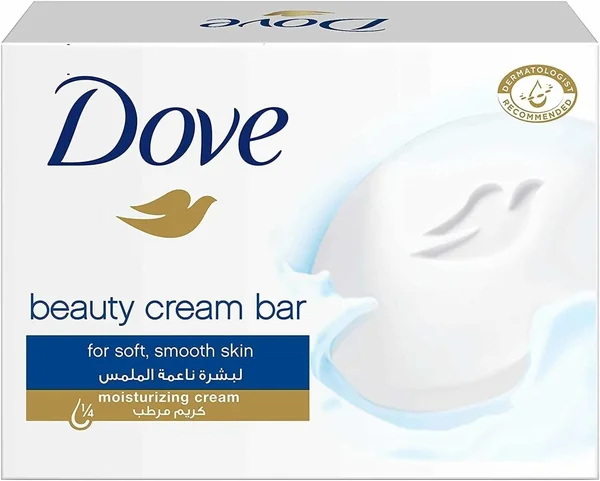 Dove
DERMATOLOGIST
RECOMMENDED
Dove
beauty cream bar
for soft, smooth skin
لبشرة ناعمة الملمس
1/4 moisturizing cream
كريم مرطب